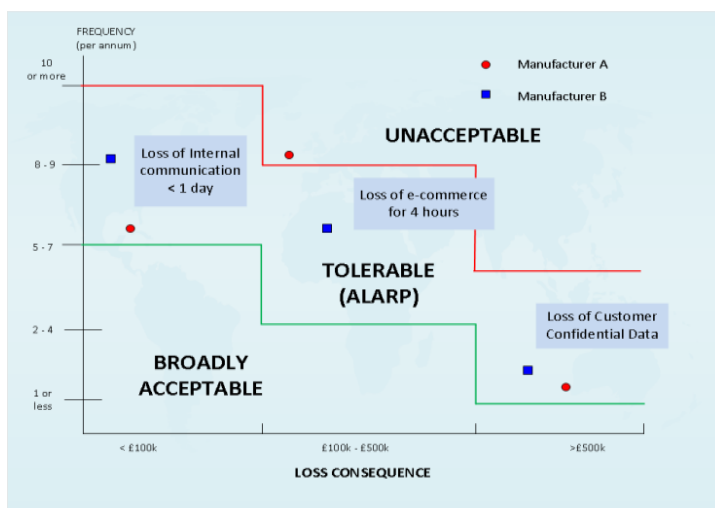 FREQUENCY
(per annum)
10
or more
Manufacturer A
Manufacturer B
UNACCEPTABLE
Loss of Internal
communication
< 1 day
8 - 9
Loss of e-commerce
for 4 hours
5 - 7
TOLERABLE
(ALARP)
Loss of Customer
Confidential Data
2 - 4
BROADLY
ACCEPTABLE
1 or
less
< £100k
£100k - £500k
>£500k
LOSS CONSEQUENCE